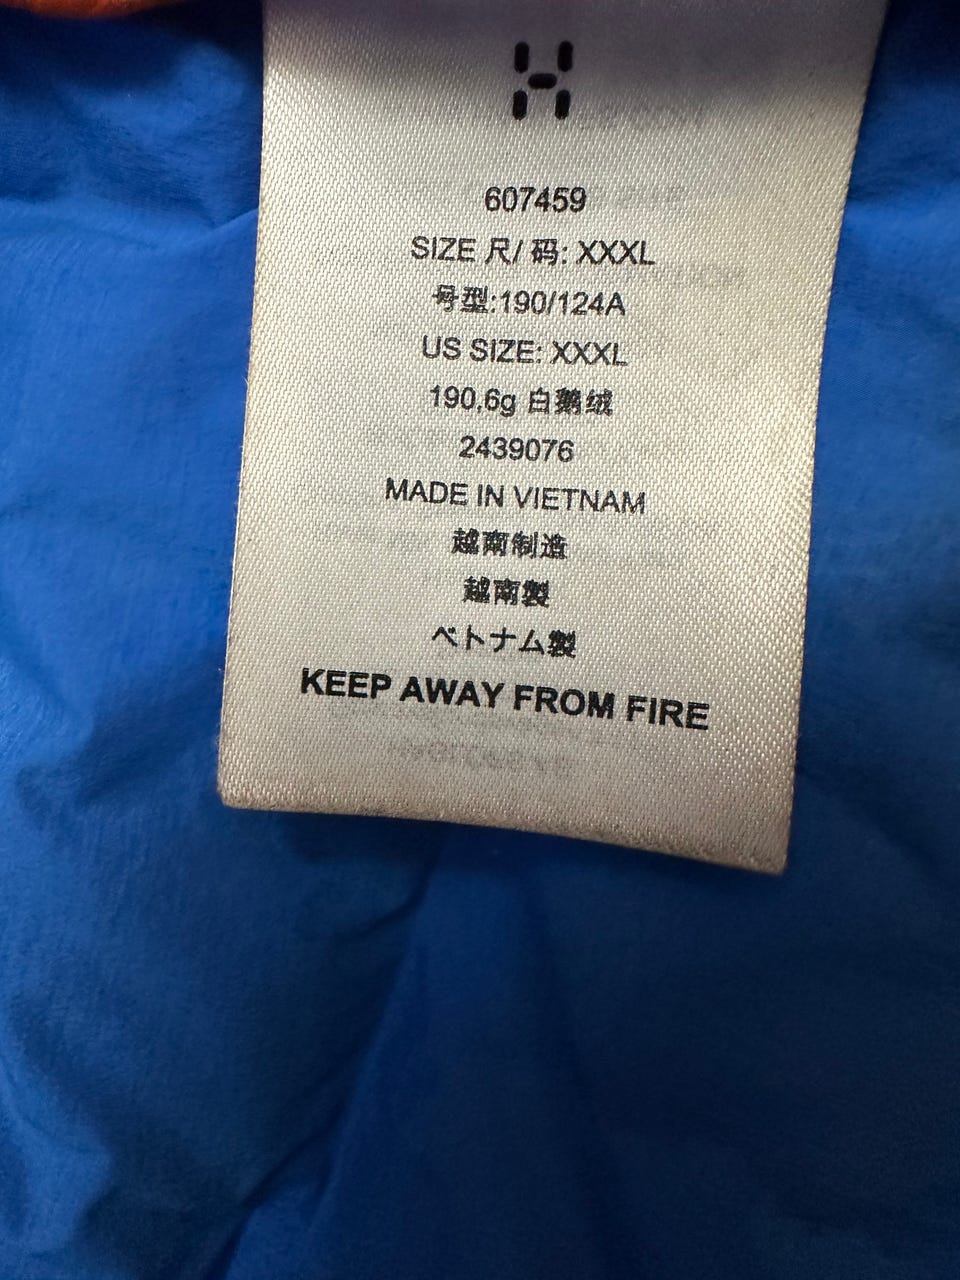 607459
SIZE 尺/ 码: XXXL
号型:190/124A
US SIZE: XXXL
190,6g 白鹅绒
2439076
MADE IN VIETNAM
越南制造
越南製
ベトナム製
KEEP AWAY FROM FIRE